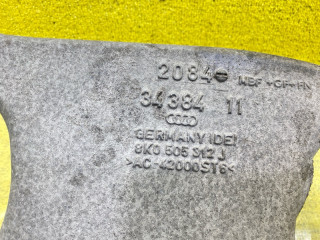 2084
34384 11
GERMANY (DE)
8K0 505 312 J
>AC-42000ST6<